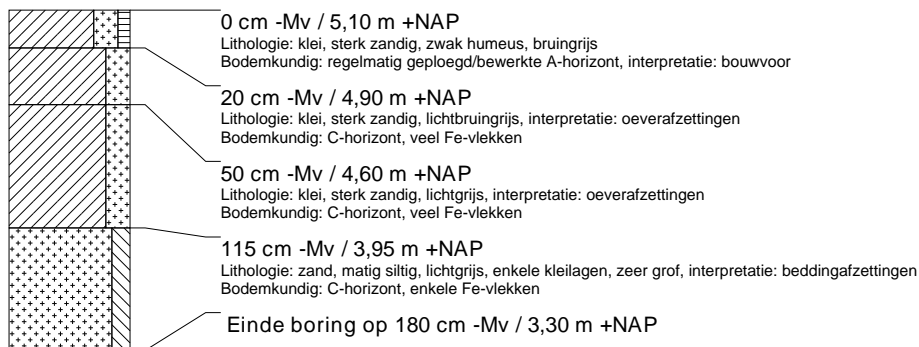 0 cm -Mv / 5,10 m +NAP
Lithologie: klei, sterk zandig, zwak humeus, bruingrijs
Bodemkundig: regelmatig geploegd/bewerkte A-horizont, interpretatie: bouwvoor
20 cm -Mv / 4,90 m +NAP
Lithologie: klei, sterk zandig, lichtbruingrijs, interpretatie: oeverafzettingen
Bodemkundig: C-horizont, veel Fe-vlekken
50 cm -Mv / 4,60 m +NAP
Lithologie: klei, sterk zandig, lichtgrijs, interpretatie: oeverafzettingen
Bodemkundig: C-horizont, veel Fe-vlekken
115 cm -Mv / 3,95 m +NAP
Lithologie: zand, matig siltig, lichtgrijs, enkele kleilagen, zeer grof, interpretatie: beddingafzettingen
Bodemkundig: C-horizont, enkele Fe-vlekken
Einde boring op 180 cm -Mv / 3,30 m +NAP